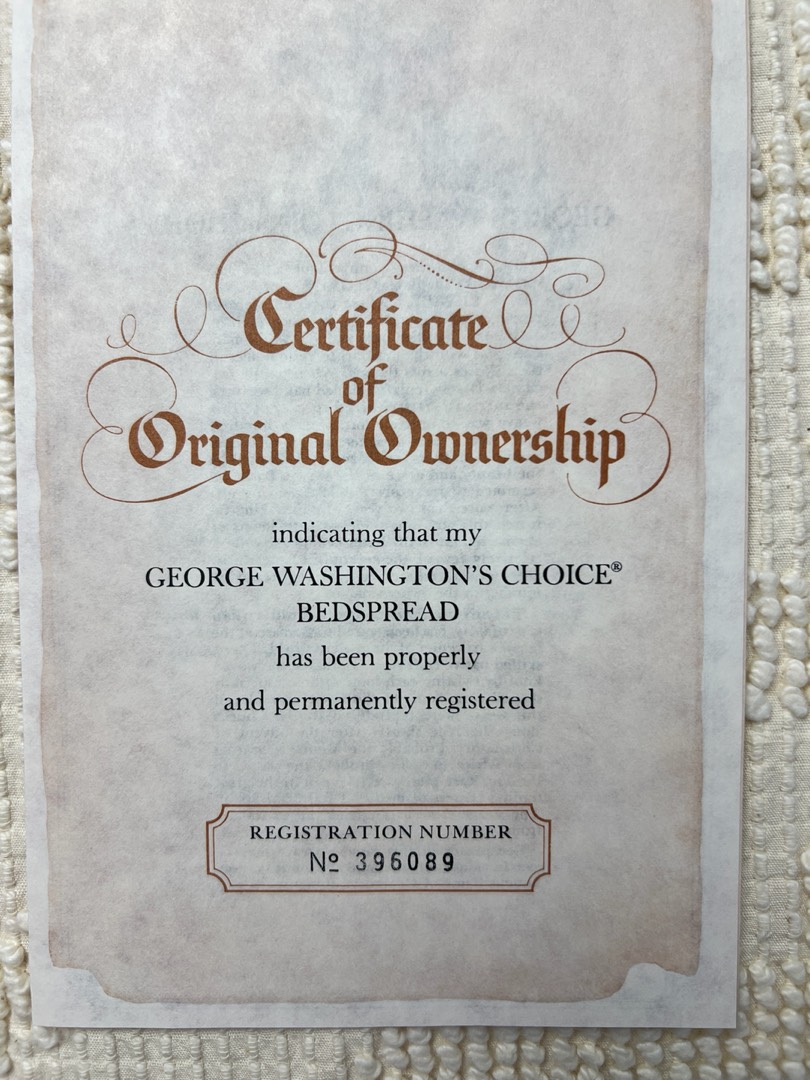 Certificate
of
Original Ownership
indicating that my
GEORGE WASHINGTON'S CHOICE®
BEDSPREAD
has been properly
and permanently registered
REGISTRATION NUMBER
Nº 396089